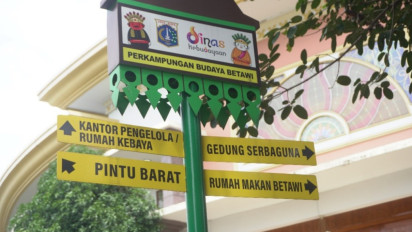 dinas
kebudayaan
PERKAMPUNGAN BUDAYA BETAWI
KANTOR PENGELOLA /
RUMAH KEBAYA
GEDUNG SERBAGUNA
PINTU BARAT
RUMAH MAKAN BETAWI